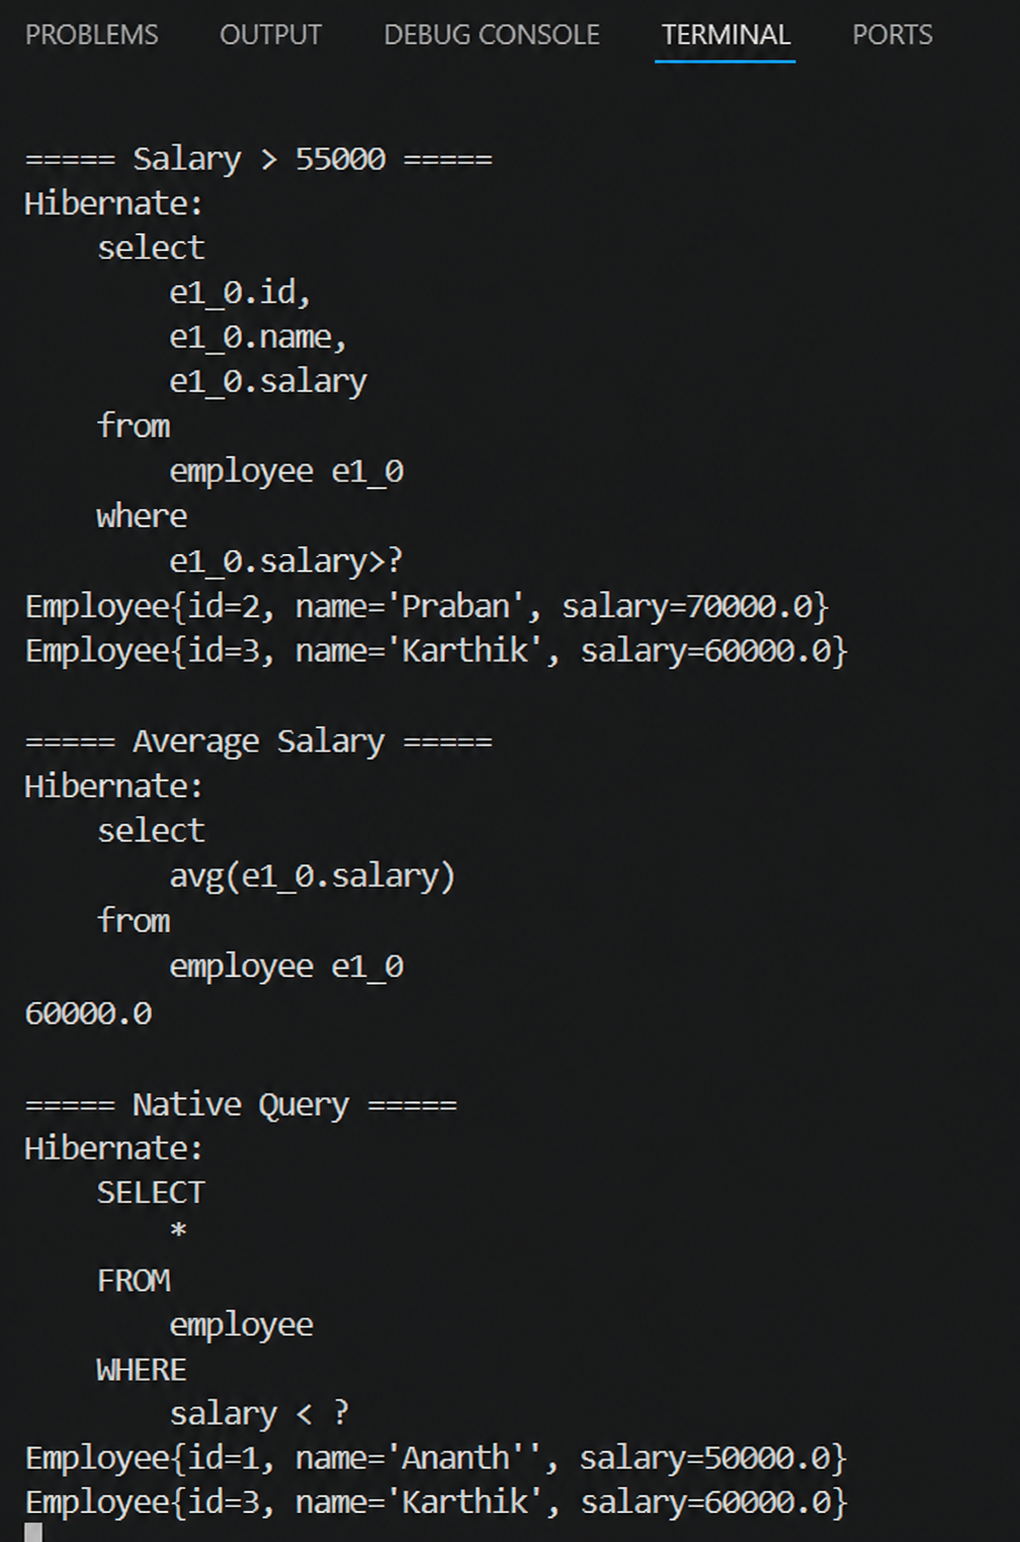 PROBLEMS OUTPUT DEBUG CONSOLE TERMINAL PORTS
===== Salary > 55000 =====
Hibernate:
    select
        e1_0.id,
        e1_0.name,
        e1_0.salary
    from
        employee e1_0
    where
        e1_0.salary>?
Employee{id=2, name='Praban', salary=70000.0}
Employee{id=3, name='Karthik', salary=60000.0}
===== Average Salary =====
Hibernate:
    select
        avg(e1_0.salary)
    from
        employee e1_0
60000.0
===== Native Query =====
Hibernate:
    SELECT
        *
    FROM
        employee
    WHERE
        salary < ?
Employee{id=1, name='Ananth'', salary=50000.0}
Employee{id=3, name='Karthik', salary=60000.0}